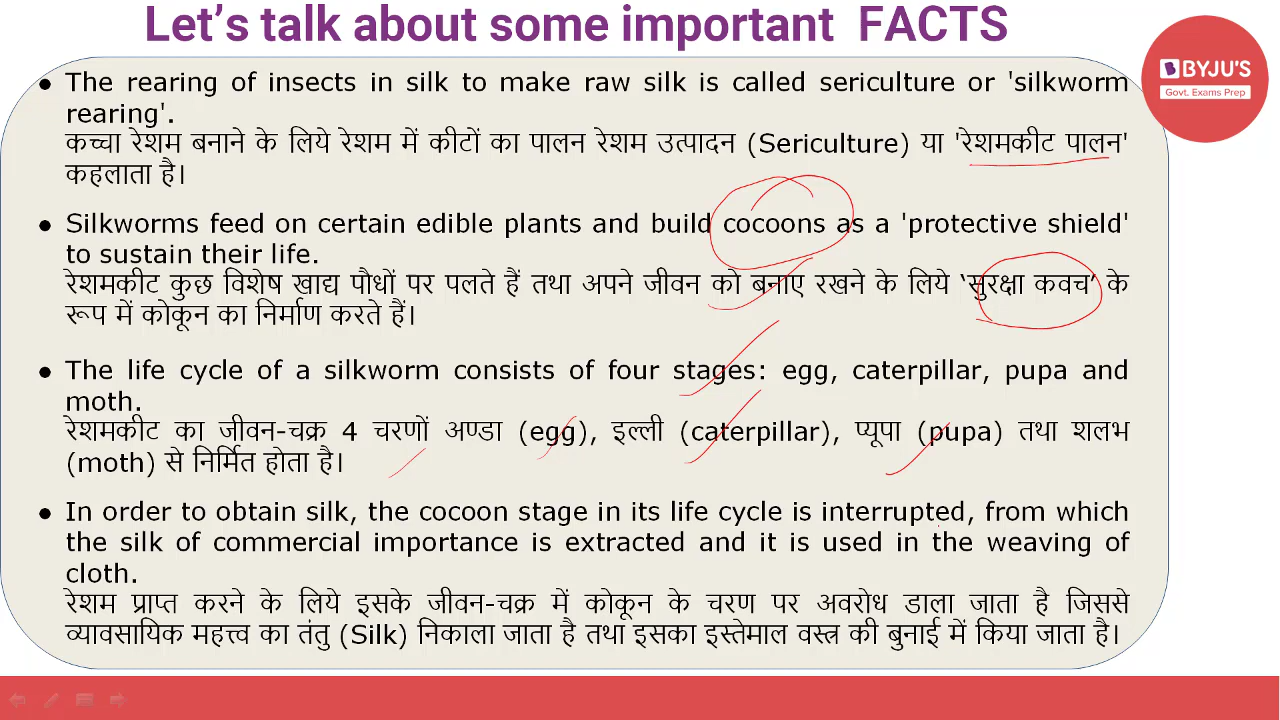 Let's talk about some important FACTS
BYJU'S
Govt. Exams Prep
● The rearing of insects in silk to make raw silk is called sericulture or 'silkworm
rearing'.
कच्चा रेशम बनाने के लिये रेशम में कीटों का पालन रेशम उत्पादन (Sericulture) या 'रेशमकीट पालन'
कहलाता है।
● Silkworms feed on certain edible plants and build cocoons as a 'protective shield'
to sustain their life.
रेशमकीट कुछ विशेष खाद्य पौधों पर पलते हैं तथा अपने जीवन को बनाए रखने के लिये 'सुरक्षा कवच' के
रूप में कोकून का निर्माण करते हैं।
● The life cycle of a silkworm consists of four stages: egg, caterpillar, pupa and
moth.
रेशमकीट का जीवन-चक्र 4 चरणों अण्डा (egg), इल्ली (caterpillar), प्यूपा (pupa) तथा शलभ
(moth) से निर्मित होता है।
● In order to obtain silk, the cocoon stage in its life cycle is interrupted, from which
the silk of commercial importance is extracted and it is used in the weaving of
cloth.
रेशम प्राप्त करने के लिये इसके जीवन-चक्र में कोकून के चरण पर अवरोध डाला जाता है जिससे
व्यावसायिक महत्त्व का तंतु (Silk) निकाला जाता है तथा इसका इस्तेमाल वस्त्र की बुनाई में किया जाता है।